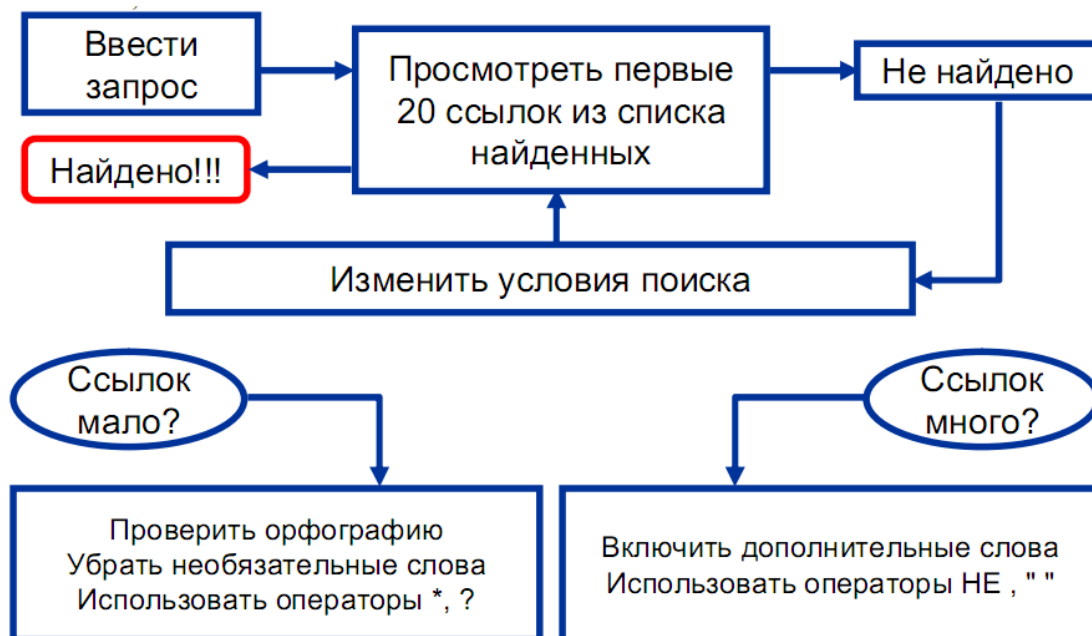 Ввести
запрос
Просмотреть первые
20 ссылок из списка
найденных
Не найдено
Найдено!!!
Изменить условия поиска
Ссылок
мало?
Ссылок
много?
Проверить орфографию
Убрать необязательные слова
Использовать операторы *, ?
Включить дополнительные слова
Использовать операторы НЕ , " "